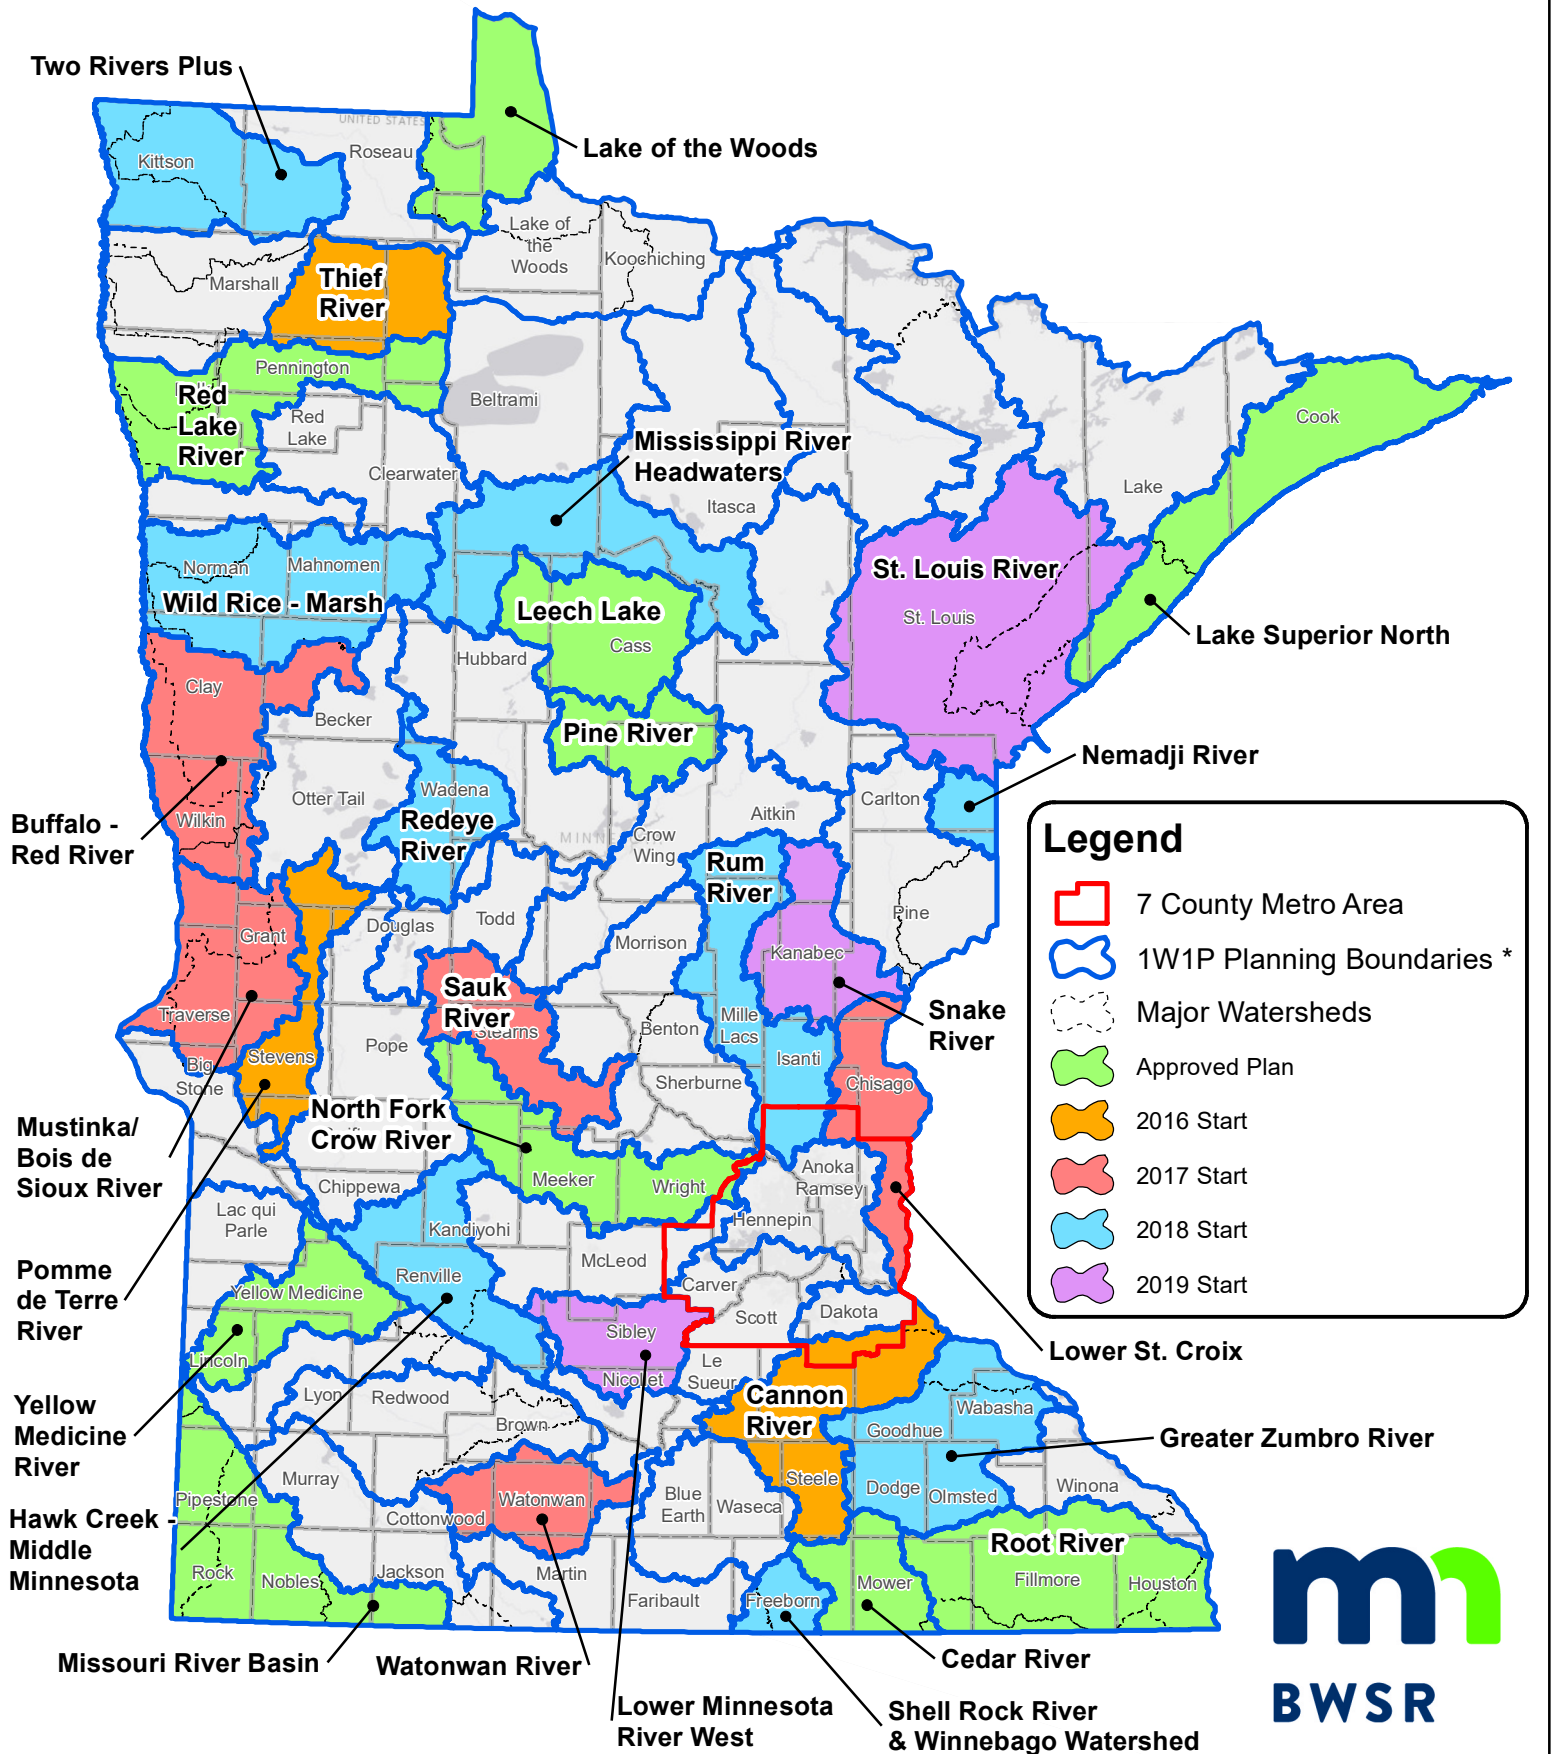 Two Rivers Plus
UNITED STATES
Roseau
Lake of the Woods
Kittson
Lake of
the
Woods
Koochiching
Marshall
Thief
River
Pennington
Red
Lake
River
Red
Lake
Beltrami
Cook
Mississippi River
Headwaters
Clearwater
Itasca
Lake
Norman
Mahnomen
Wild Rice - Marsh
Leech Lake
Cass
St. Louis River
St. Louis
Lake Superior North
Hubbard
Clay
Becker
Pine River
Nemadji River
Otter Tail
Wadena
Carlton
Aitkin
Wilkin
Buffalo -
Red River
Redeye
River
Crow
Wing
Rum
River
Legend
7 County Metro Area
1W1P Planning Boundaries *
Major Watersheds
Approved Plan
2016 Start
2017 Start
2018 Start
2019 Start
Grant
Douglas
Todd
Morrison
Pine
Kanabec
Sauk
River
Stearns
Snake
River
Traverse
Mille
Lacs
Benton
Isanti
Pope
Stevens
Big
Stone
Sherburne
Chisago
Mustinka/
Bois de
Sioux River
North Fork
Crow River
Meeker
Wright
Anoka
Ramsey
Hennepin
Chippewa
Lac qui
Parle
Kandiyohi
McLeod
Carver
Renville
Pomme
de Terre
River
Yellow Medicine
Scott
Dakota
Sibley
Lower St. Croix
Lincoln
Nicollet
Le
Sueur
Lyon
Redwood
Brown
Yellow
Medicine
River
Cannon
River
Wabasha
Goodhue
Greater Zumbro River
Murray
Steele
Dodge
Olmsted
Winona
Pipestone
Cottonwood
Watonwan
Blue
Earth
Waseca
Hawk Creek -
Middle
Minnesota
Root River
Rock
Nobles
Jackson
Martin
Faribault
Freeborn
Mower
Fillmore
Houston
Missouri River Basin
Watonwan River
Cedar River
Lower Minnesota
River West
Shell Rock River
& Winnebago Watershed
mn
BWSR